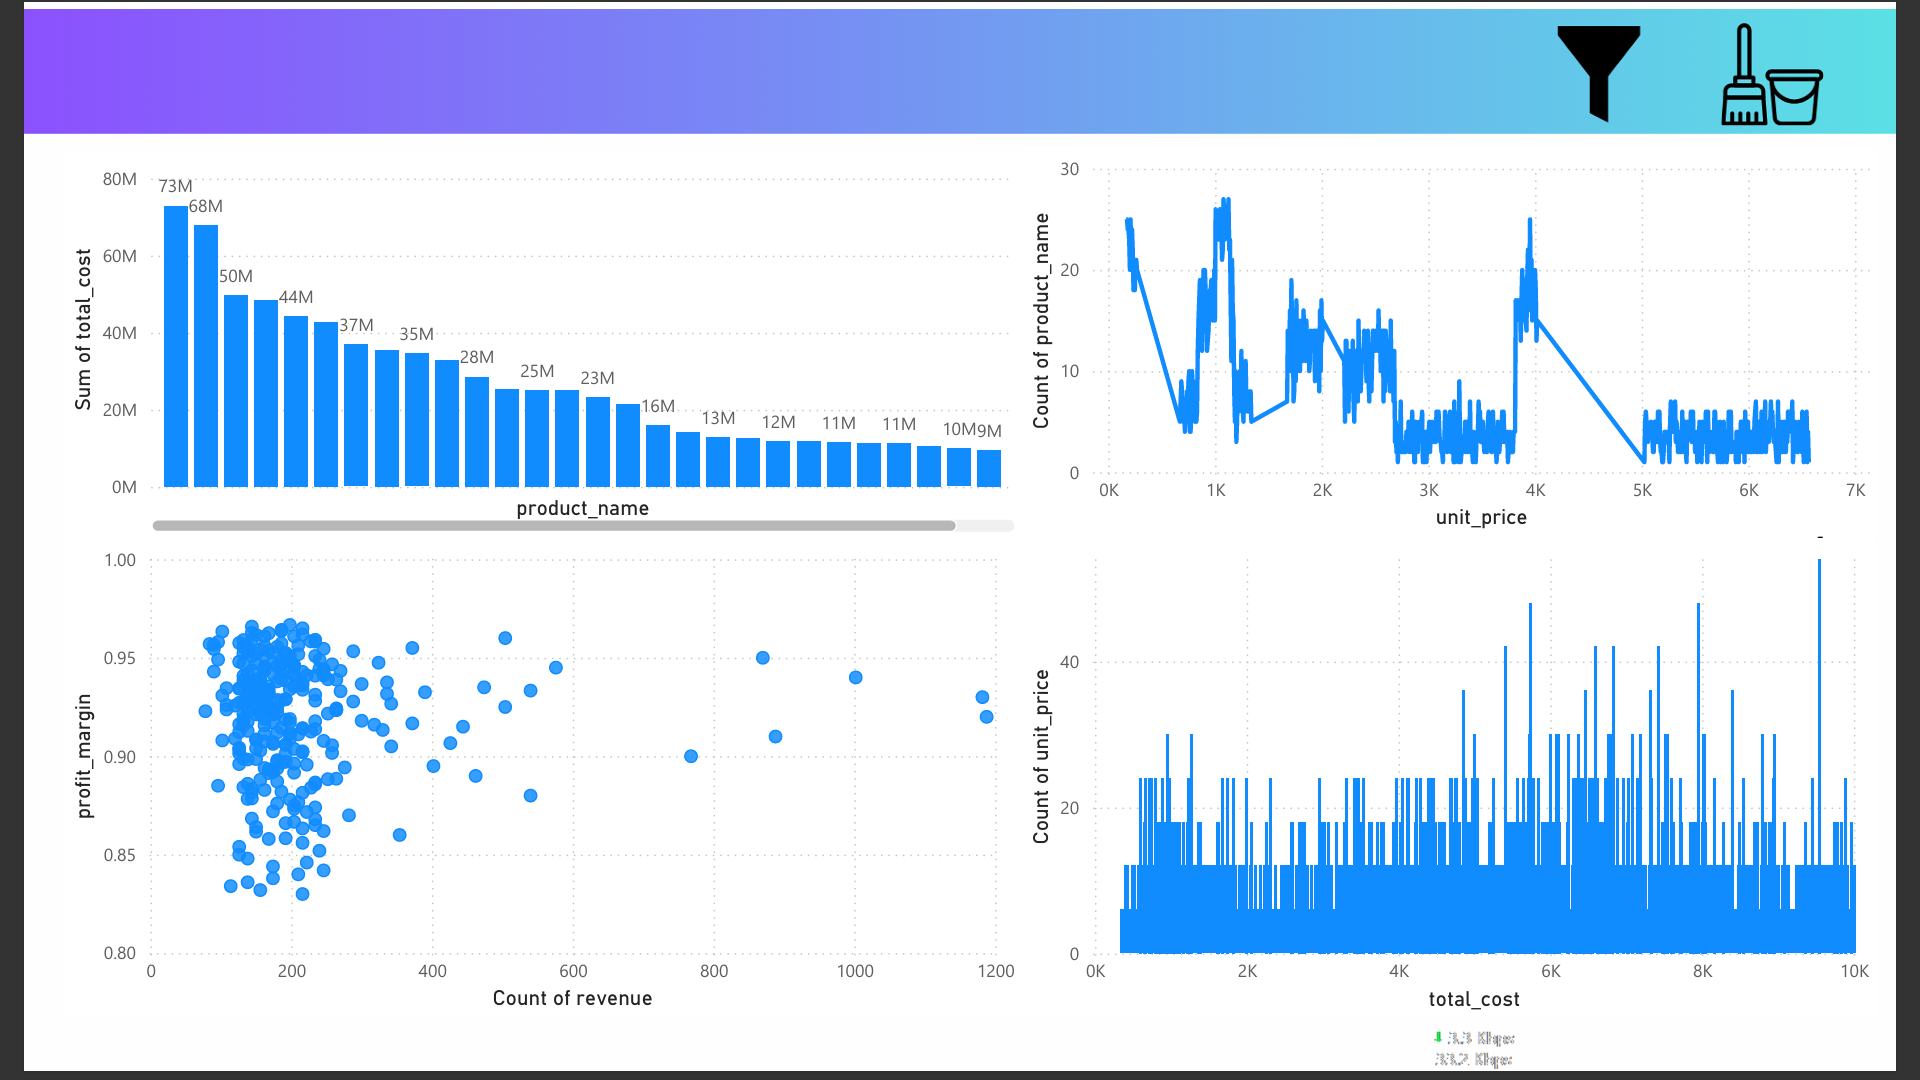 80M
60M
40M
20M
0M
Sum of total_cost
73M
68M
50M
44M
37M
35M
28M
25M
23M
16M
13M
12M
11M
11M
10M
9M
product_name
30
20
10
0
Count of product_name
0K 1K 2K 3K 4K 5K 6K 7K
unit_price
1.00
0.95
0.90
0.85
0.80
profit_margin
0 200 400 600 800 1000 1200
Count of revenue
-
40
20
0
Count of unit_price
0K 2K 4K 6K 8K 10K
total_cost